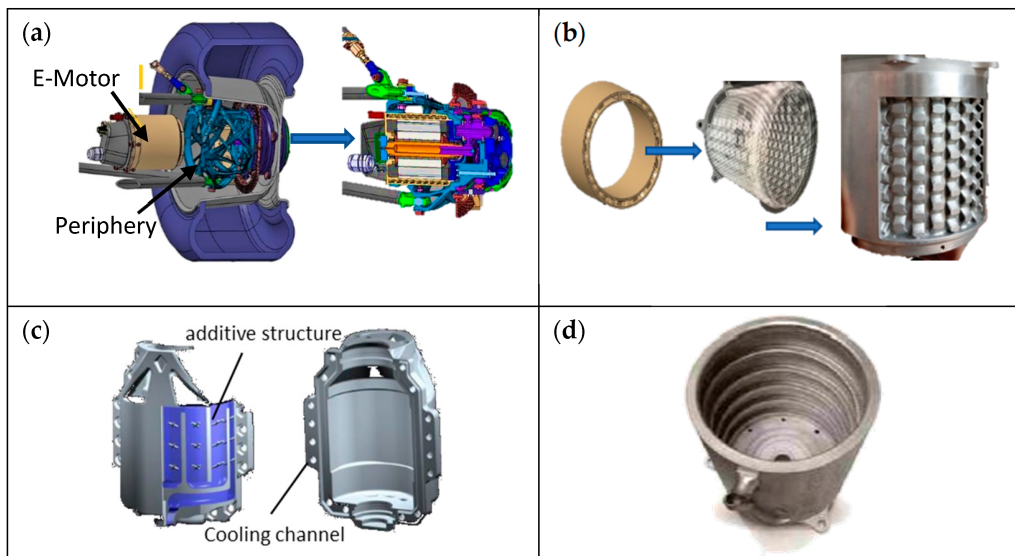 (a)
E-Motor
Periphery
(b)
(c)
additive structure
Cooling channel
(d)